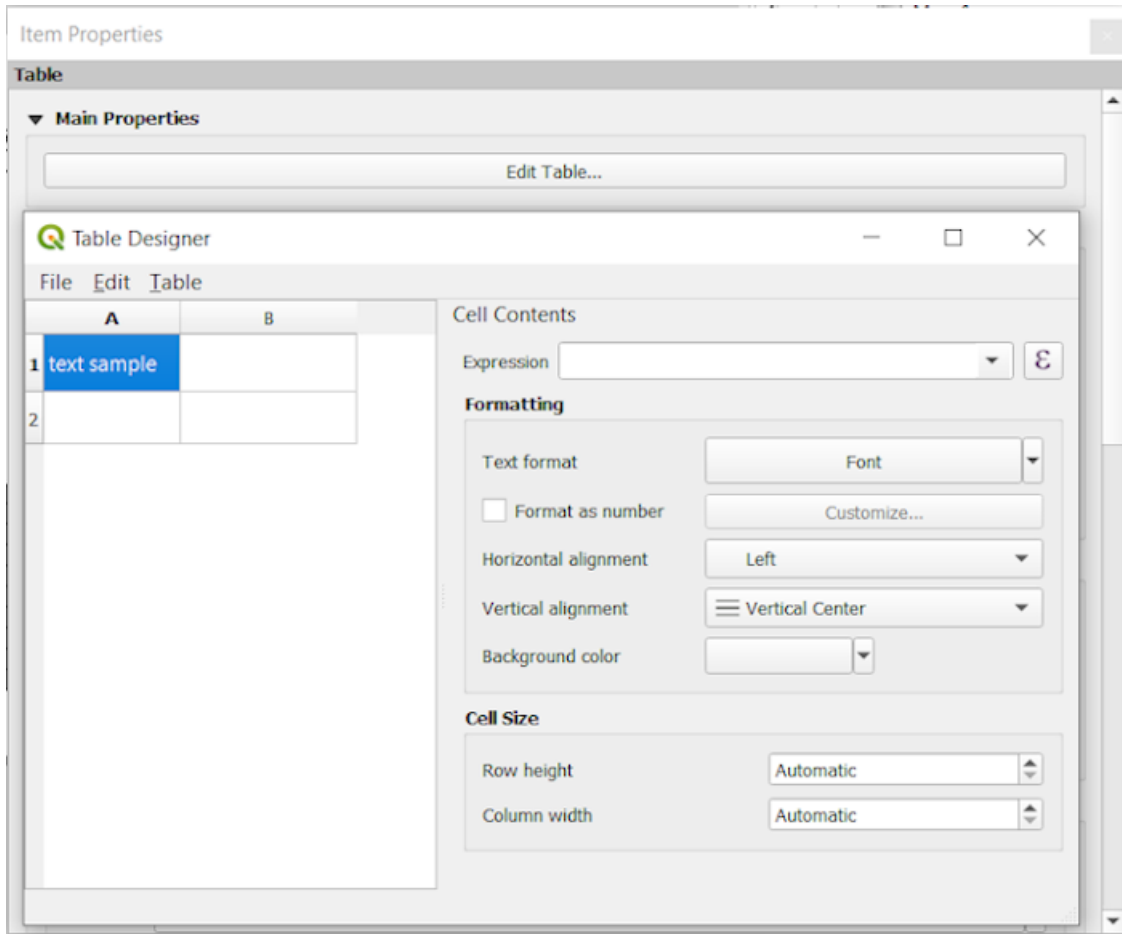 Item Properties
Table
Main Properties
Edit Table...
Table Designer
File Edit Table
A B
Cell Contents
1 text sample
Expression ε
Formatting
2
Text format Font
Format as number Customize...
Horizontal alignment Left
Vertical alignment Vertical Center
Background color
Cell Size
Row height Automatic
Column width Automatic